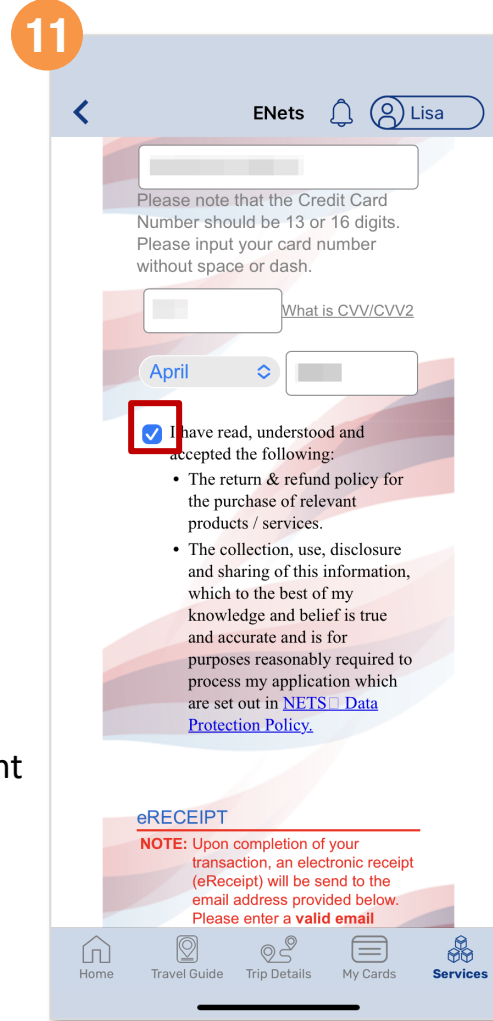 11
ENets
Lisa
Please note that the Credit Card
Number should be 13 or 16 digits.
Please input your card number
without space or dash.
What is CVV/CVV2
April
I have read, understood and
accepted the following:
• The return & refund policy for
the purchase of relevant
products / services.
• The collection, use, disclosure
and sharing of this information,
which to the best of my
knowledge and belief is true
and accurate and is for
purposes reasonably required to
process my application which
are set out in NETS□ Data
Protection Policy.
nt
eRECEIPT
NOTE: Upon completion of your
transaction, an electronic receipt
(eReceipt) will be send to the
email address provided below.
Please enter a valid email
Home
Travel Guide
Trip Details
My Cards
Services